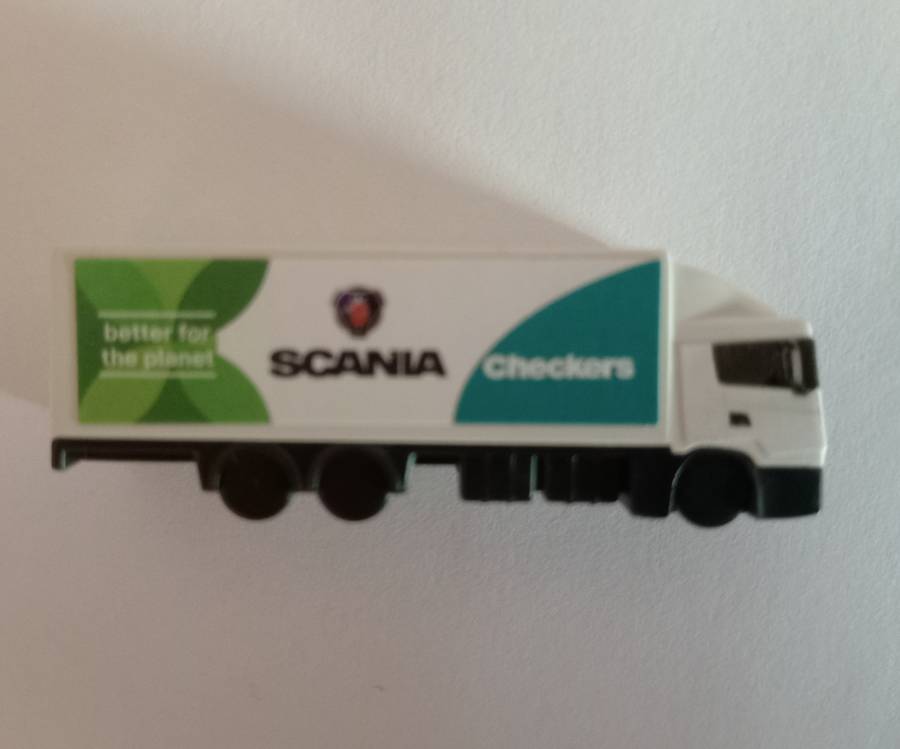 better for
the planet
SCANIA
Checkers